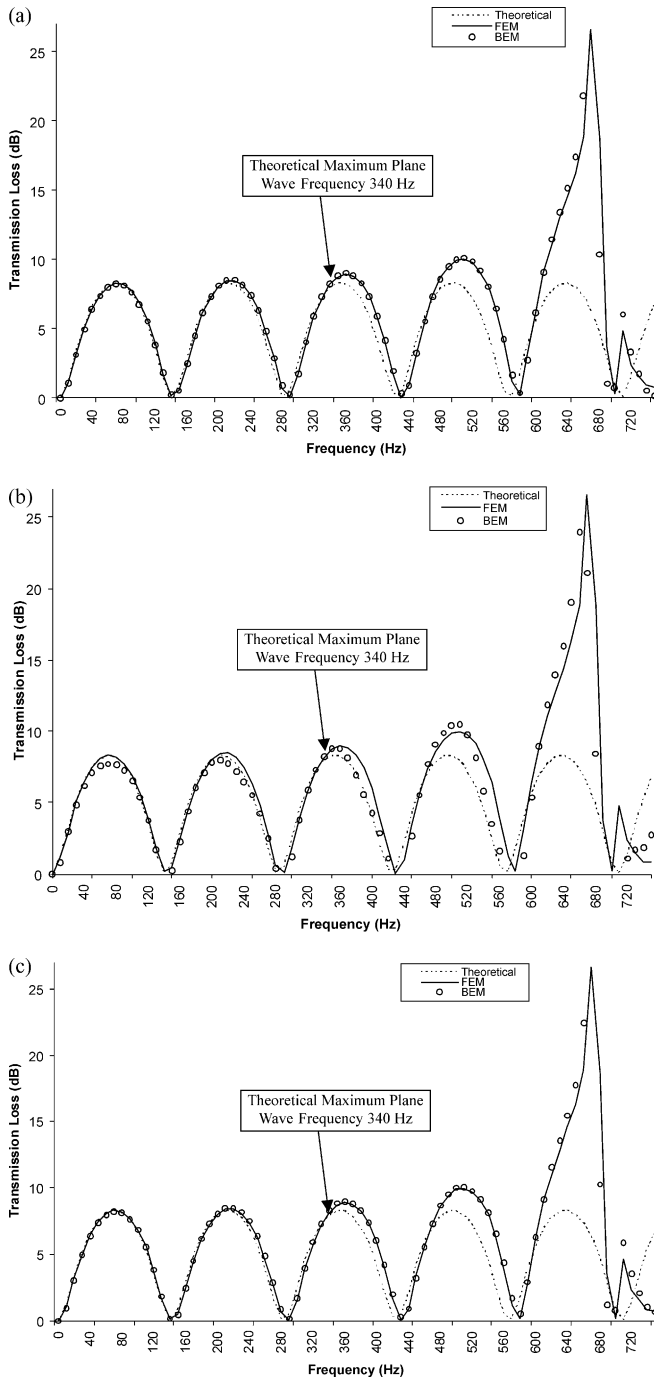 (a)
Theoretical
FEM
BEM
Transmission Loss (dB)
25
20
15
10
5
0
Theoretical Maximum Plane
Wave Frequency 340 Hz
0 40 80 120 160 200 240 280 320 360 400 440 480 520 560 600 640 680 720
Frequency (Hz)
(b)
Theoretical
FEM
BEM
Transmission Loss (dB)
25
20
15
10
5
0
Theoretical Maximum Plane
Wave Frequency 340 Hz
0 40 80 120 160 200 240 280 320 360 400 440 480 520 560 600 640 680 720
Frequency (Hz)
(c)
Theoretical
FEM
BEM
Transmission Loss (dB)
25
20
15
10
5
0
Theoretical Maximum Plane
Wave Frequency 340 Hz
0 40 80 120 160 200 240 280 320 360 400 440 480 520 560 600 640 680 720
Frequency (Hz)